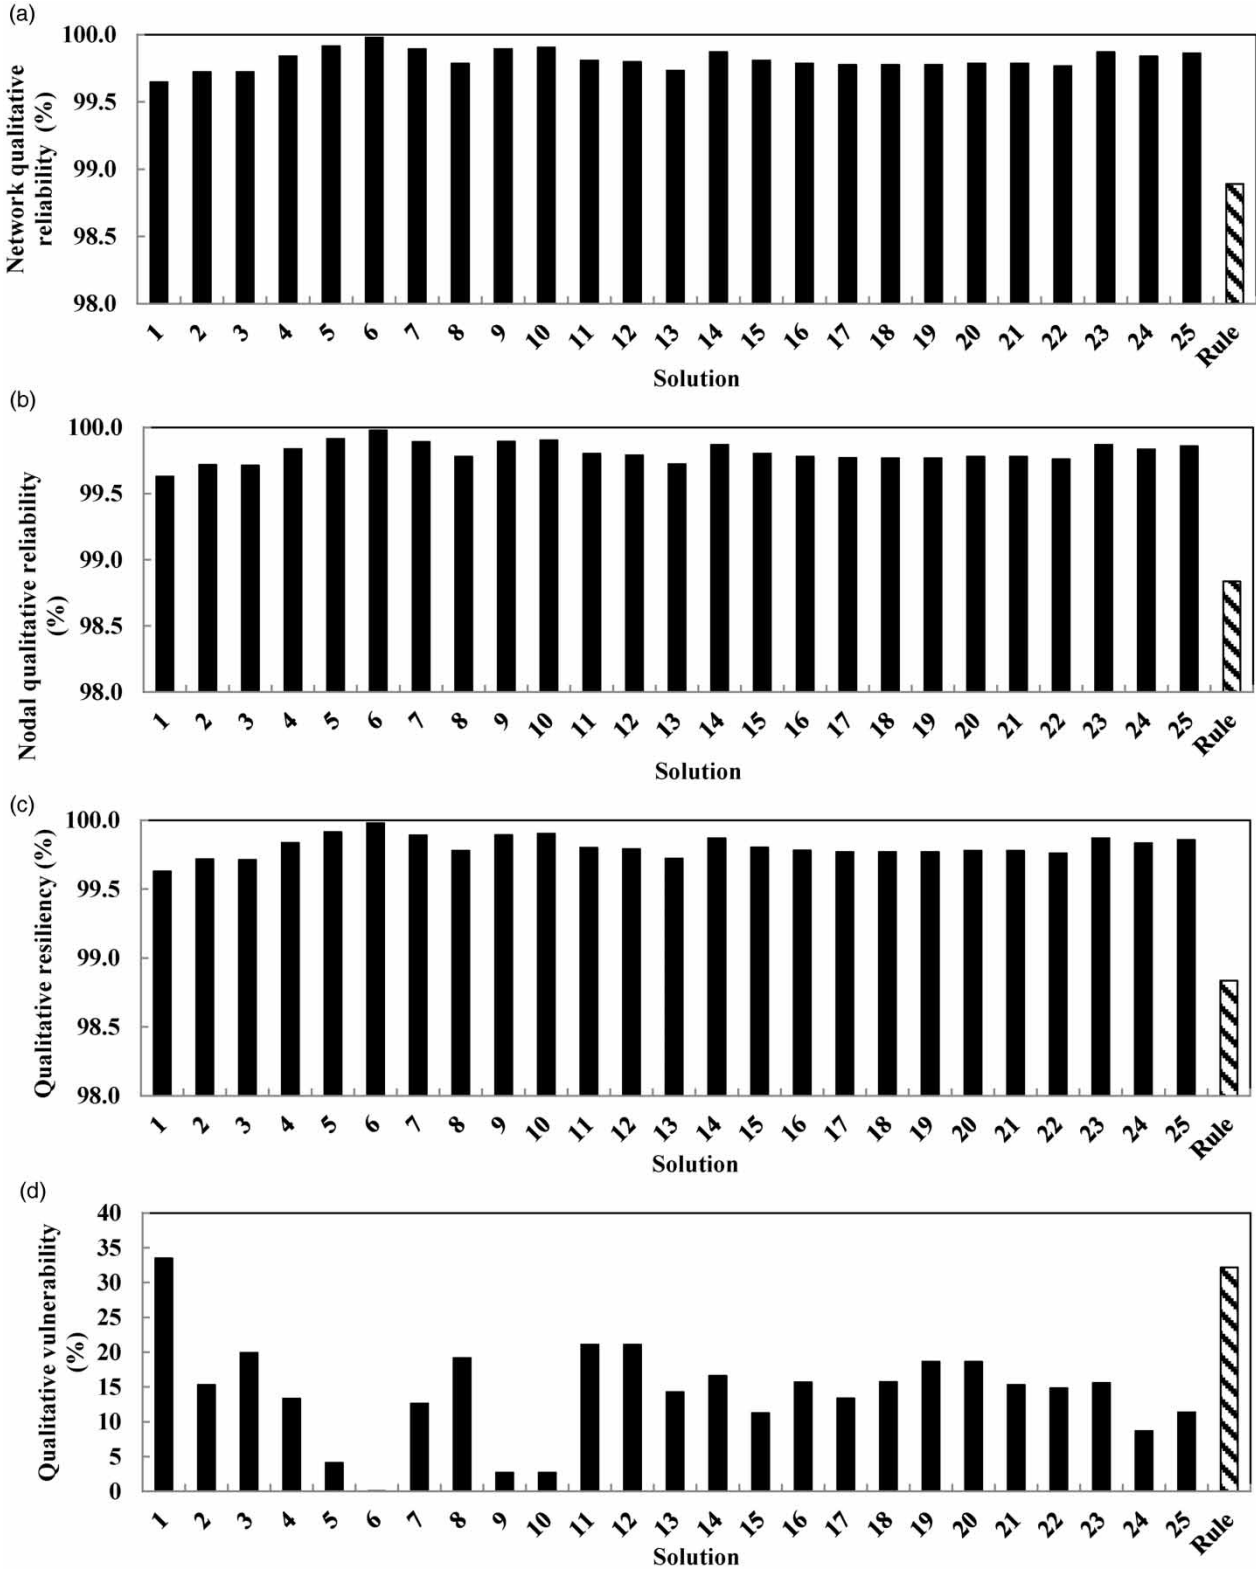 (a)
Network qualitative
reliability (%)
100.0
99.5
99.0
98.5
98.0
1 2 3 4 5 6 7 8 9 10 11 12 13 14 15 16 17 18 19 20 21 22 23 24 25 Rule
Solution
(b)
Nodal qualitative reliability
(%)
100.0
99.5
99.0
98.5
98.0
1 2 3 4 5 6 7 8 9 10 11 12 13 14 15 16 17 18 19 20 21 22 23 24 25 Rule
Solution
(c)
Qualitative resiliency (%)
100.0
99.5
99.0
98.5
98.0
1 2 3 4 5 6 7 8 9 10 11 12 13 14 15 16 17 18 19 20 21 22 23 24 25 Rule
Solution
(d)
Qualitative vulnerability
(%)
40
35
30
25
20
15
10
5
0
1 2 3 4 5 6 7 8 9 10 11 12 13 14 15 16 17 18 19 20 21 22 23 24 25 Rule
Solution